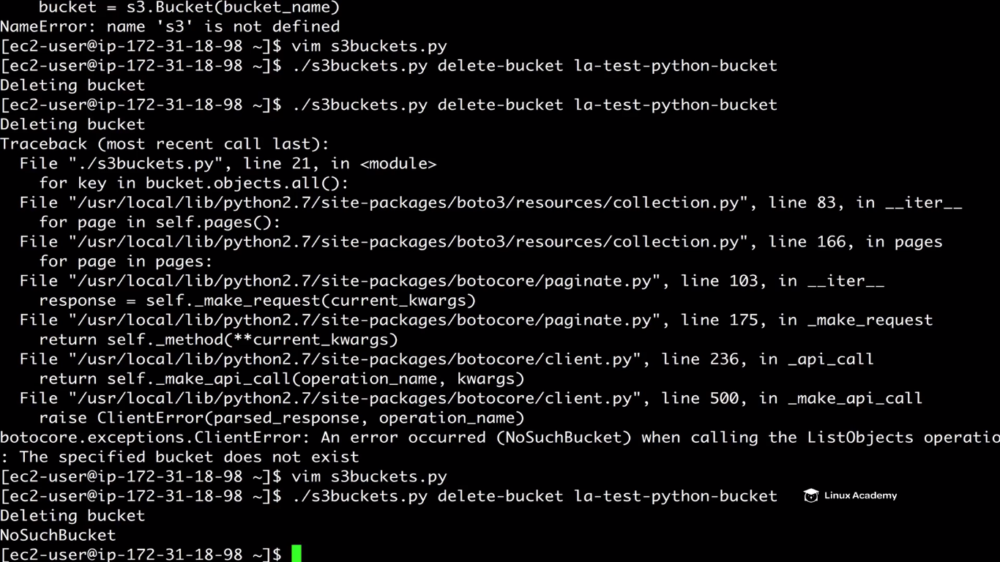 bucket = s3.Bucket(bucket_name)
NameError: name 's3' is not defined
[ec2-user@ip-172-31-18-98 ~]$ vim s3buckets.py
[ec2-user@ip-172-31-18-98 ~]$ ./s3buckets.py delete-bucket la-test-python-bucket
Deleting bucket
[ec2-user@ip-172-31-18-98 ~]$ ./s3buckets.py delete-bucket la-test-python-bucket
Deleting bucket
Traceback (most recent call last):
  File "./s3buckets.py", line 21, in <module>
    for key in bucket.objects.all():
  File "/usr/local/lib/python2.7/site-packages/boto3/resources/collection.py", line 83, in __iter__
    for page in self.pages():
  File "/usr/local/lib/python2.7/site-packages/boto3/resources/collection.py", line 166, in pages
    for page in pages:
  File "/usr/local/lib/python2.7/site-packages/botocore/paginate.py", line 103, in __iter__
    response = self._make_request(current_kwargs)
  File "/usr/local/lib/python2.7/site-packages/botocore/paginate.py", line 175, in _make_request
    return self._method(**current_kwargs)
  File "/usr/local/lib/python2.7/site-packages/botocore/client.py", line 236, in _api_call
    return self._make_api_call(operation_name, kwargs)
  File "/usr/local/lib/python2.7/site-packages/botocore/client.py", line 500, in _make_api_call
    raise ClientError(parsed_response, operation_name)
botocore.exceptions.ClientError: An error occurred (NoSuchBucket) when calling the ListObjects operatio
: The specified bucket does not exist
[ec2-user@ip-172-31-18-98 ~]$ vim s3buckets.py
[ec2-user@ip-172-31-18-98 ~]$ ./s3buckets.py delete-bucket la-test-python-bucket
Linux Academy
Deleting bucket
NoSuchBucket
[ec2-user@ip-172-31-18-98 ~]$